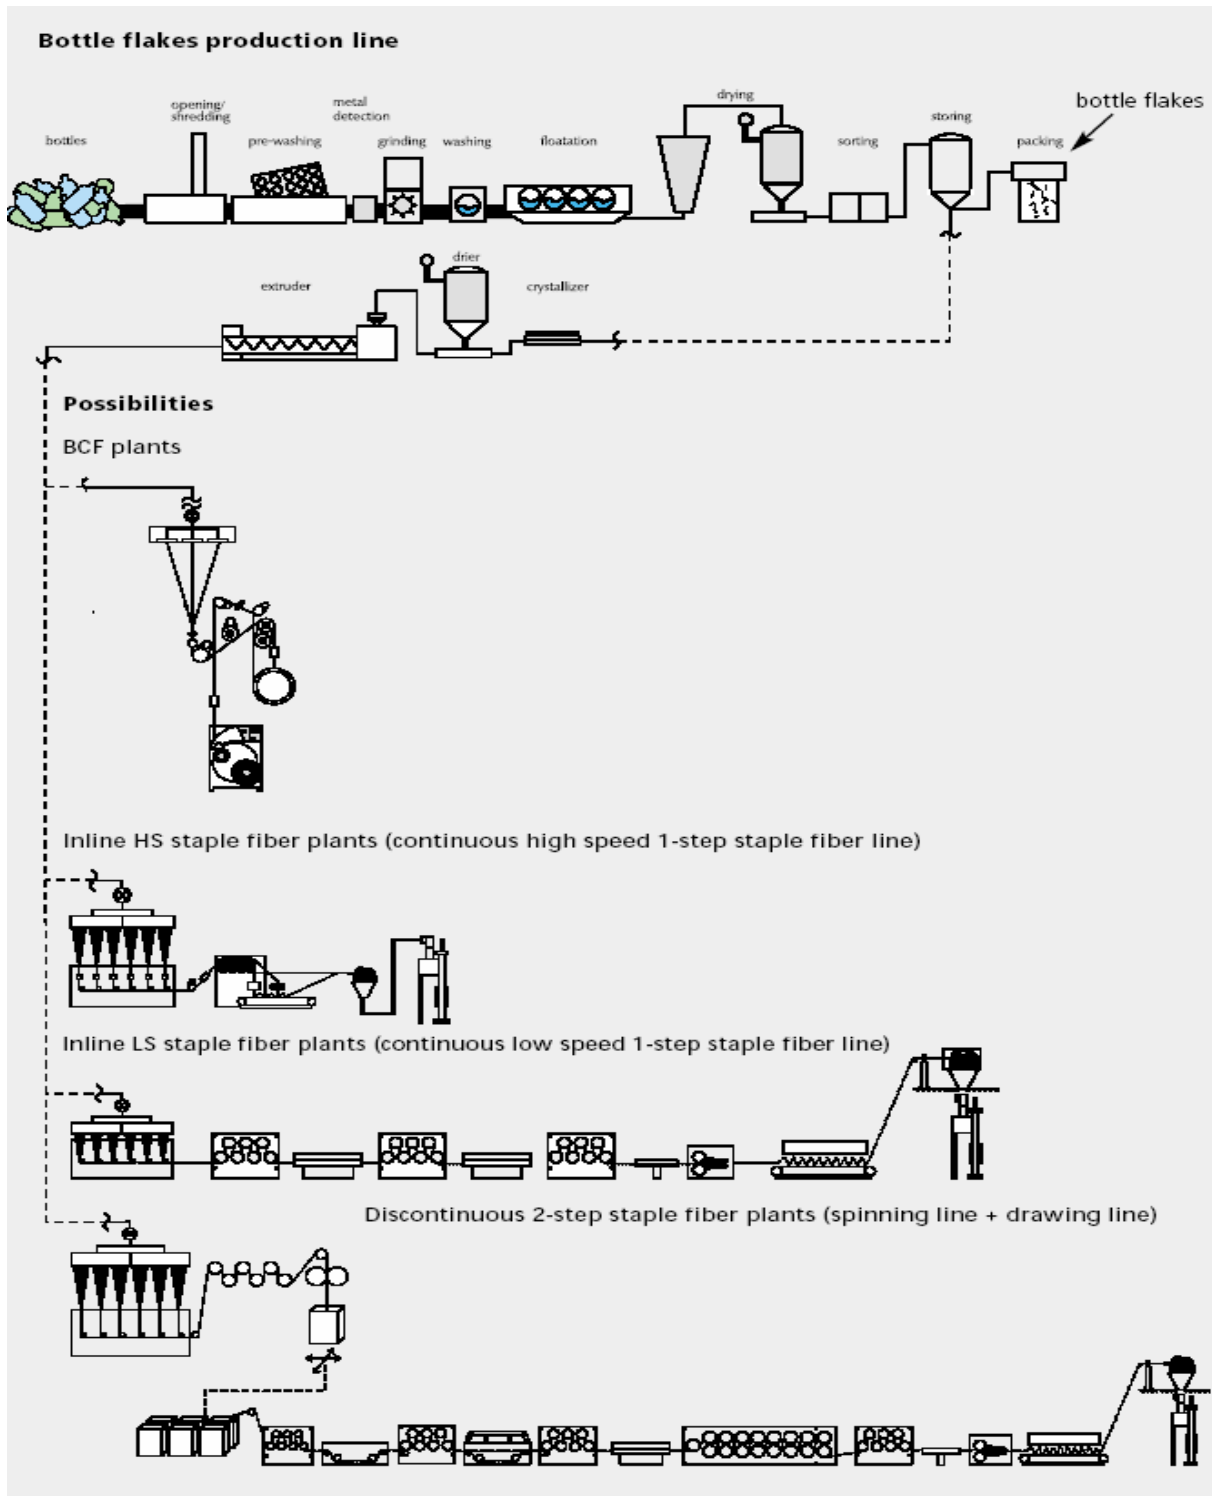 Bottle flakes production line
bottles
opening/
shredding
pre-washing
metal
detection
grinding
washing
floatation
drying
sorting
storing
packing
bottle flakes
extruder
drier
crystallizer
Possibilities
BCF plants
Inline HS staple fiber plants (continuous high speed 1-step staple fiber line)
Inline LS staple fiber plants (continuous low speed 1-step staple fiber line)
Discontinuous 2-step staple fiber plants (spinning line + drawing line)